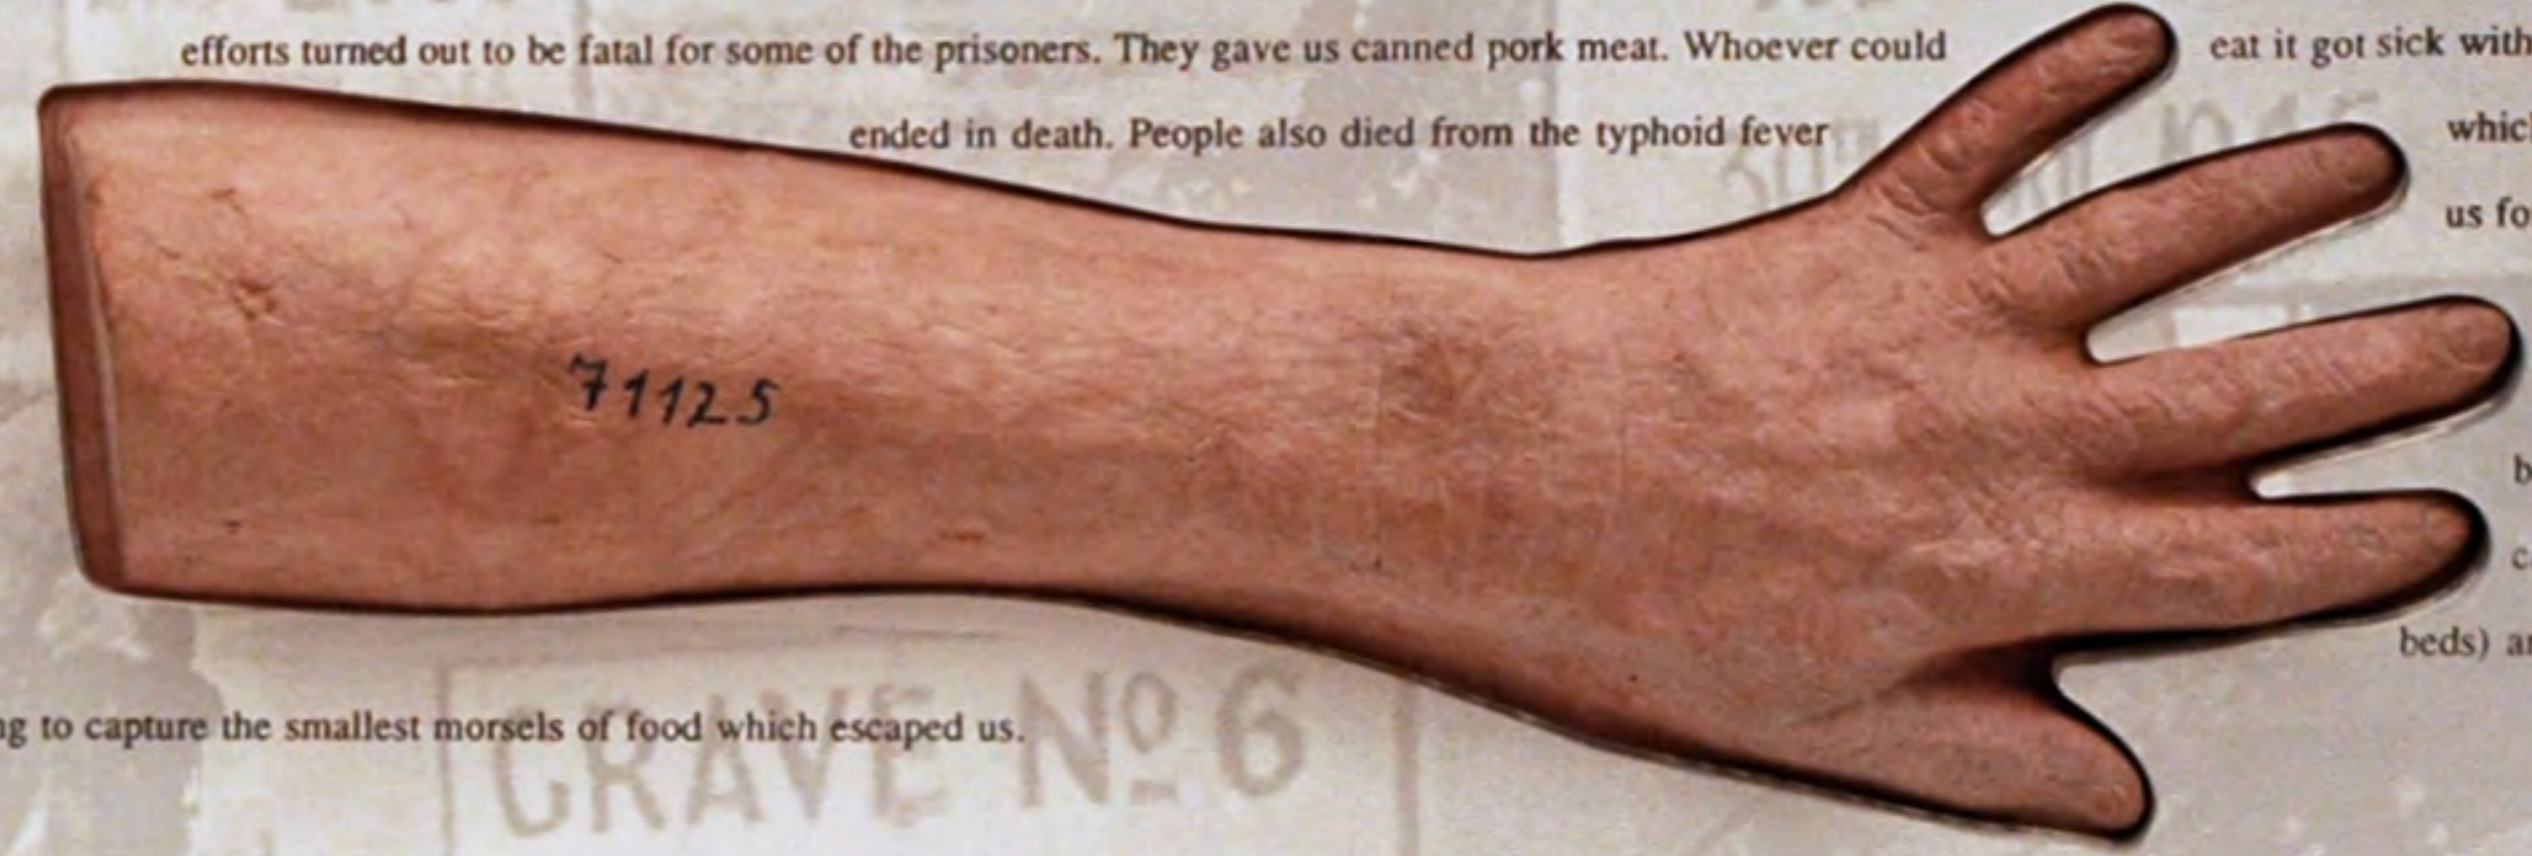 efforts turned out to be fatal for some of the prisoners. They gave us canned pork meat. Whoever could eat it got sick with
ended in death. People also died from the typhoid fever
us
71125
beds)
to capture the smallest morsels of food which escaped us.
GRAVE No 6